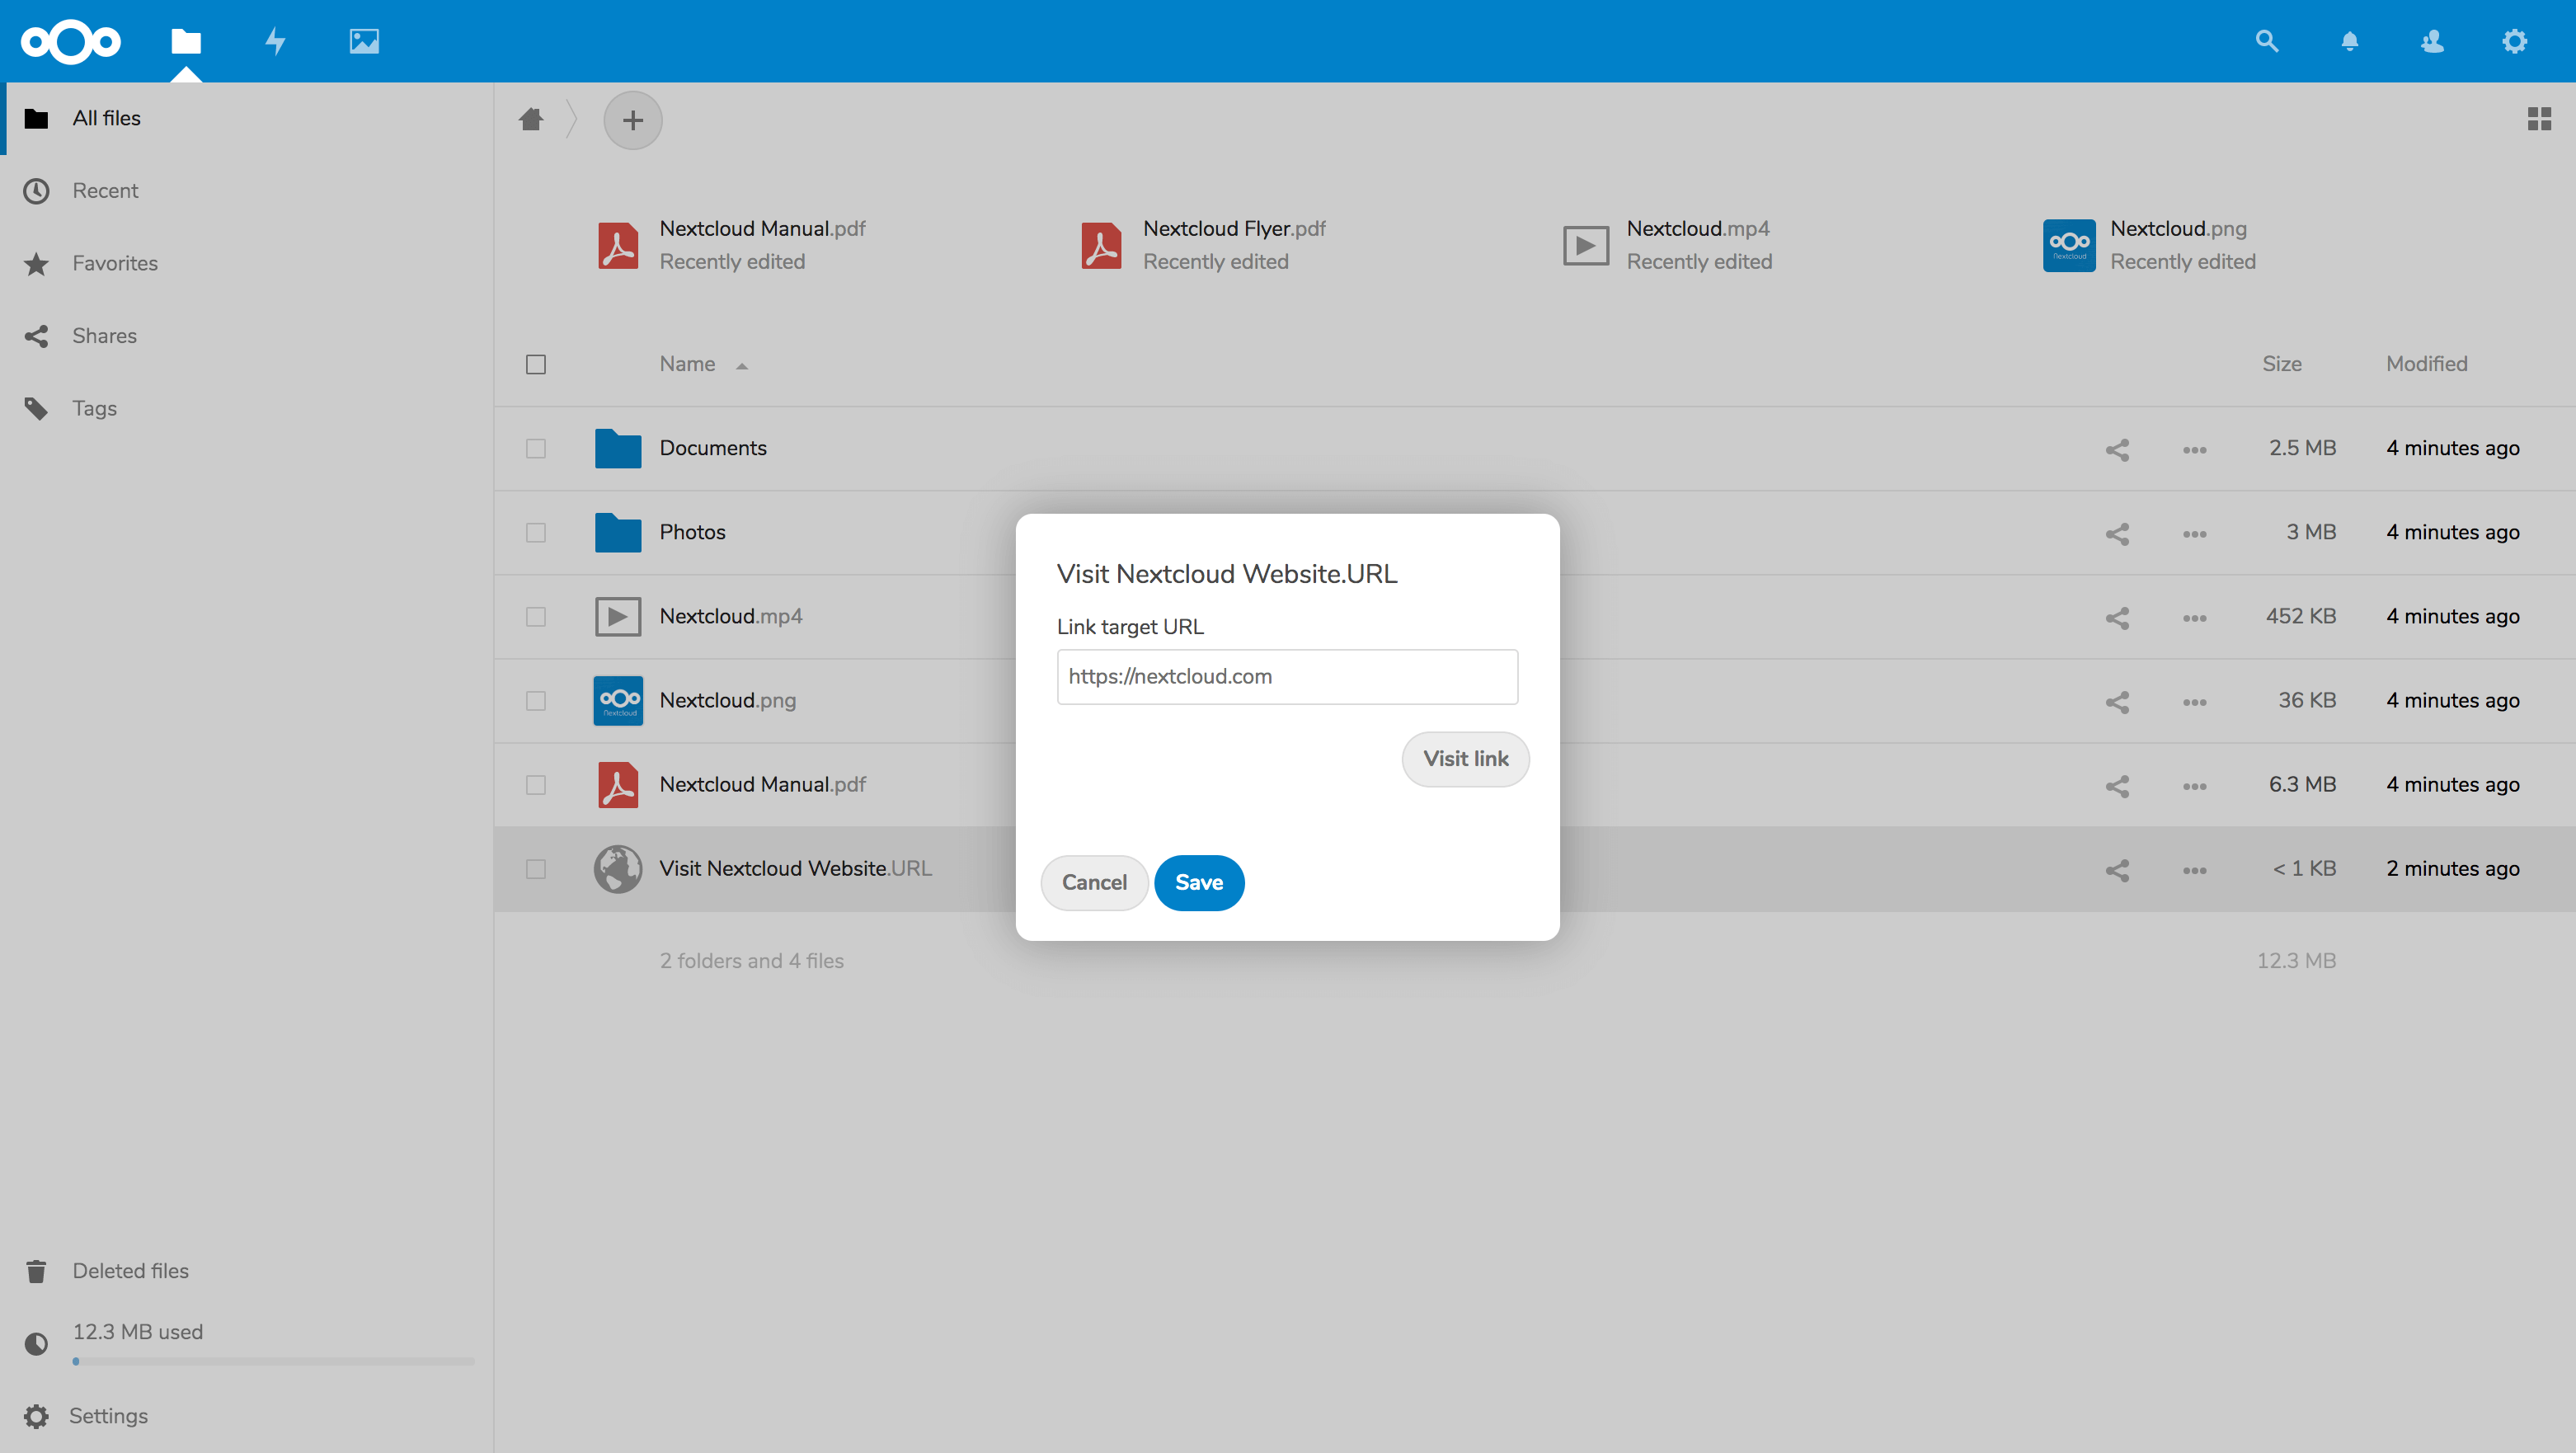 All files
Recent
Favorites
Shares
Tags
Deleted files
12.3 MB used
Settings
Nextcloud Manual.pdf
Recently edited
Nextcloud Flyer.pdf
Recently edited
Nextcloud.mp4
Recently edited
Nextcloud
Nextcloud.png
Recently edited
Name Size Modified
Documents 2.5 MB 4 minutes ago
Photos 3 MB 4 minutes ago
Nextcloud.mp4 452 KB 4 minutes ago
Nextcloud
Nextcloud.png 36 KB 4 minutes ago
Nextcloud Manual.pdf 6.3 MB 4 minutes ago
Visit Nextcloud Website.URL < 1 KB 2 minutes ago
2 folders and 4 files 12.3 MB
Visit Nextcloud Website.URL
Link target URL
https://nextcloud.com
Visit link
Cancel Save